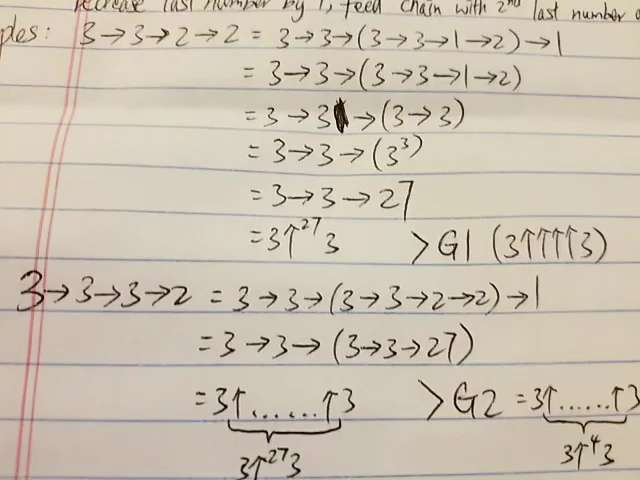 decrease last number by 1, feed chain with 2nd last number
ples: 3→3→2→2 = 3→3→(3→3→1→2)→1
= 3→3→(3→3→1→2)
= 3→3→(3→3)
= 3→3→(3³)
= 3→3→27
= 3↑²⁷3 >G1 (3↑↑↑↑3)
3→3→3→2 = 3→3→(3→3→2→2)→1
= 3→3→(3→3→27)
= 3↑......↑3 >G2 = 3↑......↑3
3↑²⁷3 3↑⁴3